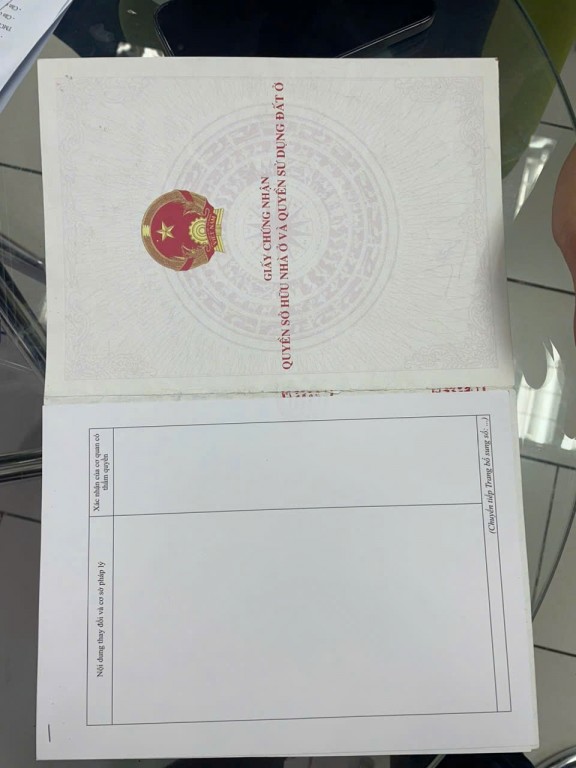 GIẤY CHỨNG NHẬN
QUYỀN SỞ HỮU NHÀ Ở VÀ QUYỀN SỬ DỤNG ĐẤT Ở
Nội dung thay đổi và cơ sở pháp lý
Xác nhận của cơ quan có
thẩm quyền
(Chuyển tiếp Trang bổ sung số: ...)